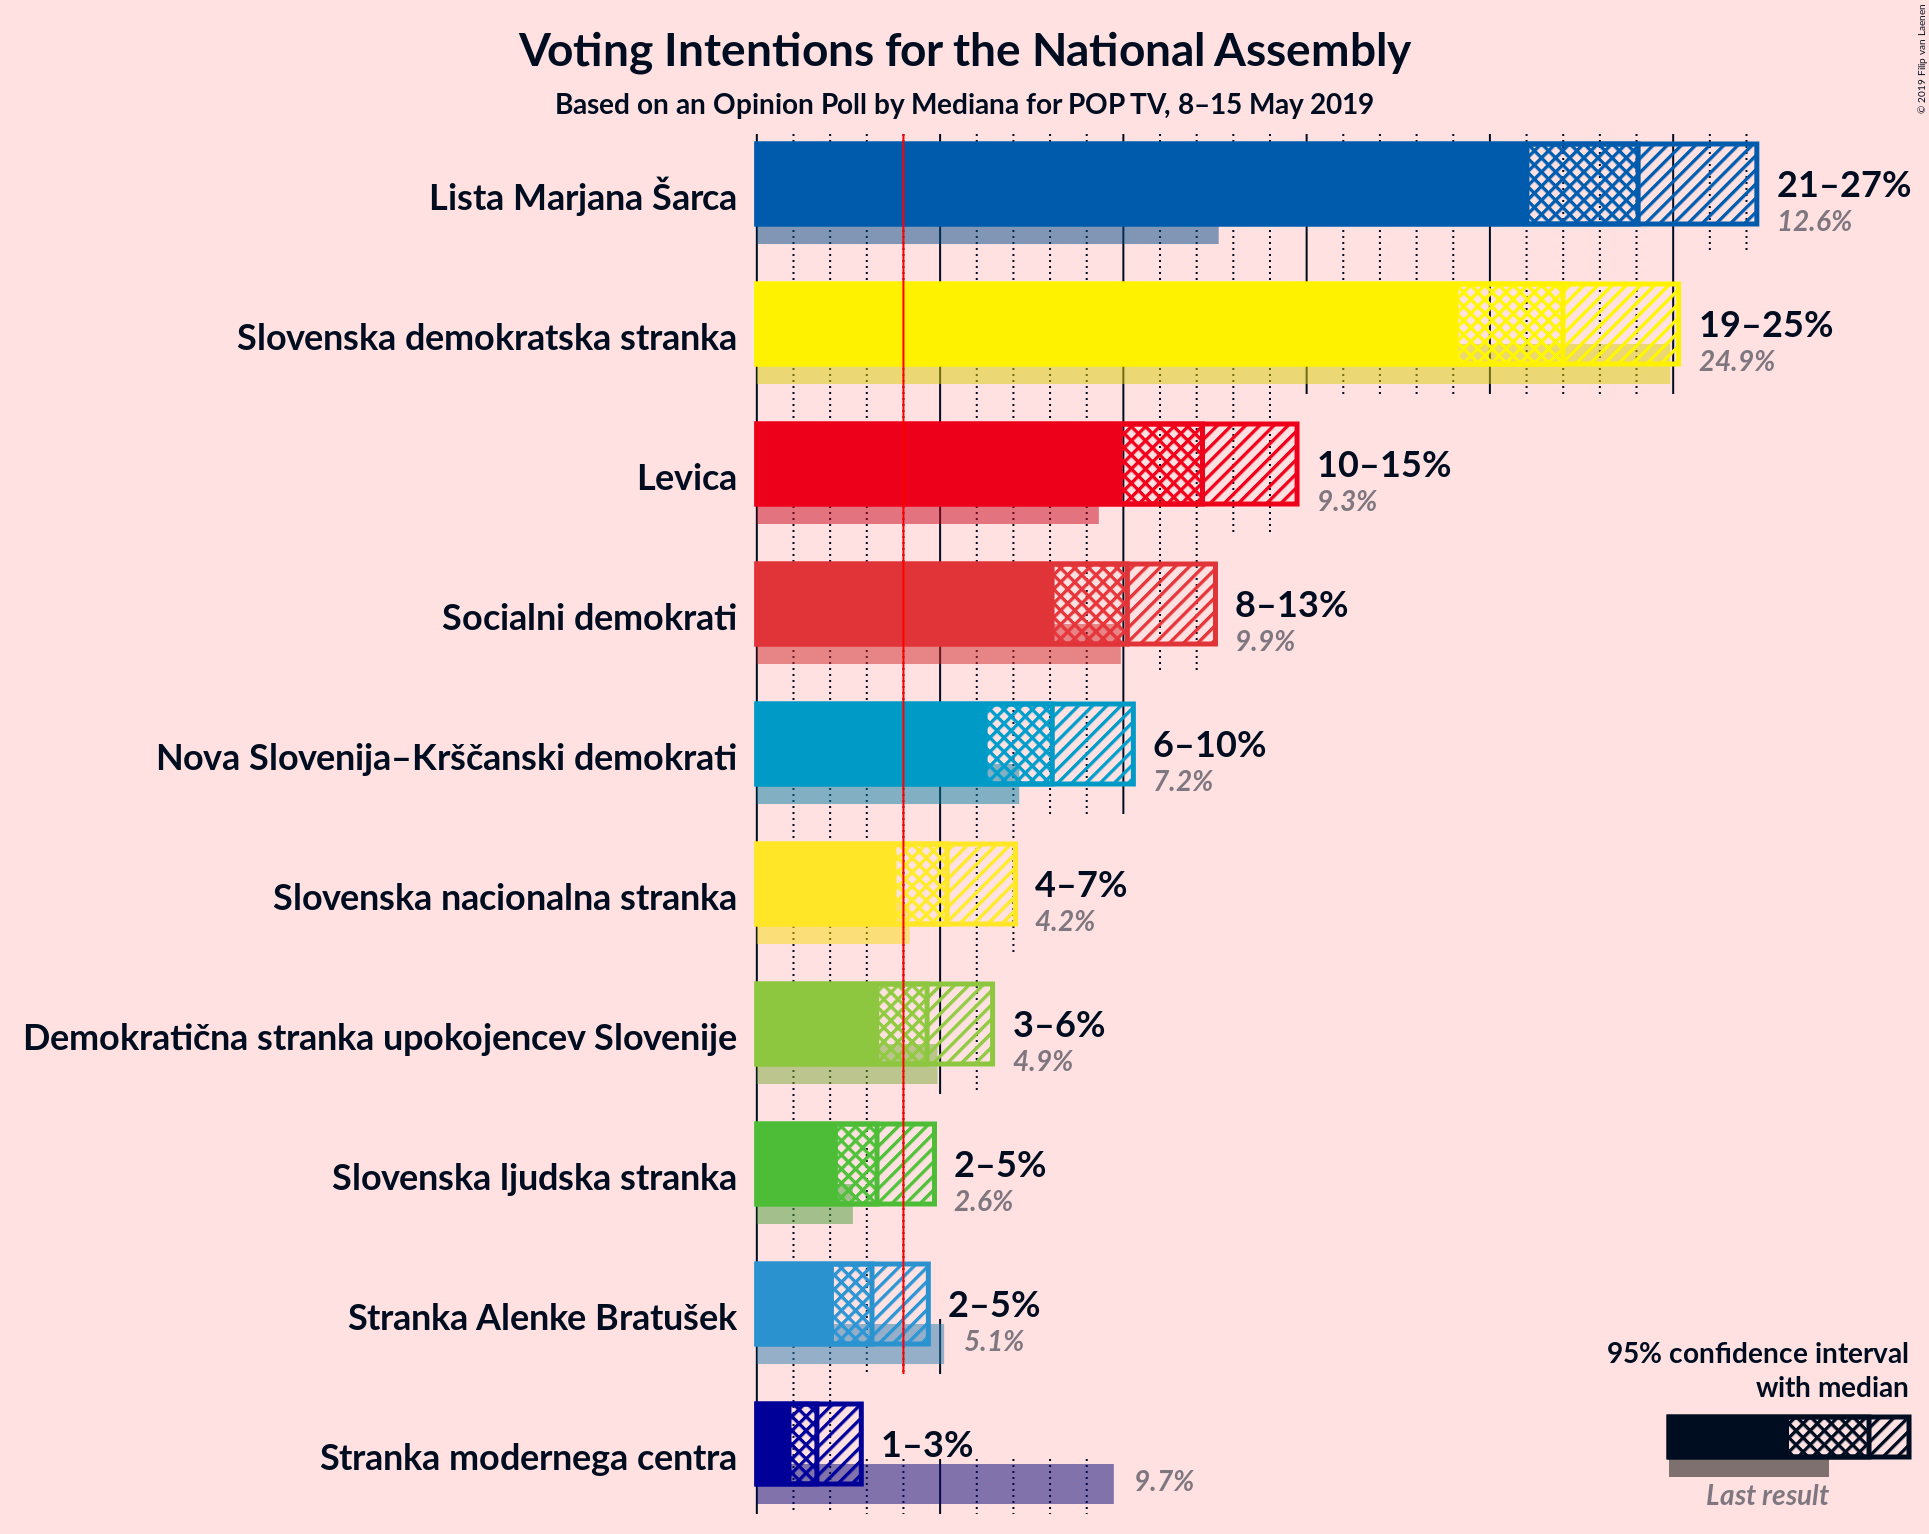 Voting Intentions for the National Assembly
Based on an Opinion Poll by Mediana for POP TV, 8–15 May 2019
© 2019 Filip van Laenen
Lista Marjana Šarca
21–27%
12.6%
Slovenska demokratska stranka
19–25%
24.9%
Levica
10–15%
9.3%
Socialni demokrati
8–13%
9.9%
Nova Slovenija–Krščanski demokrati
6–10%
7.2%
Slovenska nacionalna stranka
4–7%
4.2%
Demokratična stranka upokojencev Slovenije
3–6%
4.9%
Slovenska ljudska stranka
2–5%
2.6%
Stranka Alenke Bratušek
2–5%
5.1%
Stranka modernega centra
1–3%
9.7%
95% confidence interval
with median
Last result